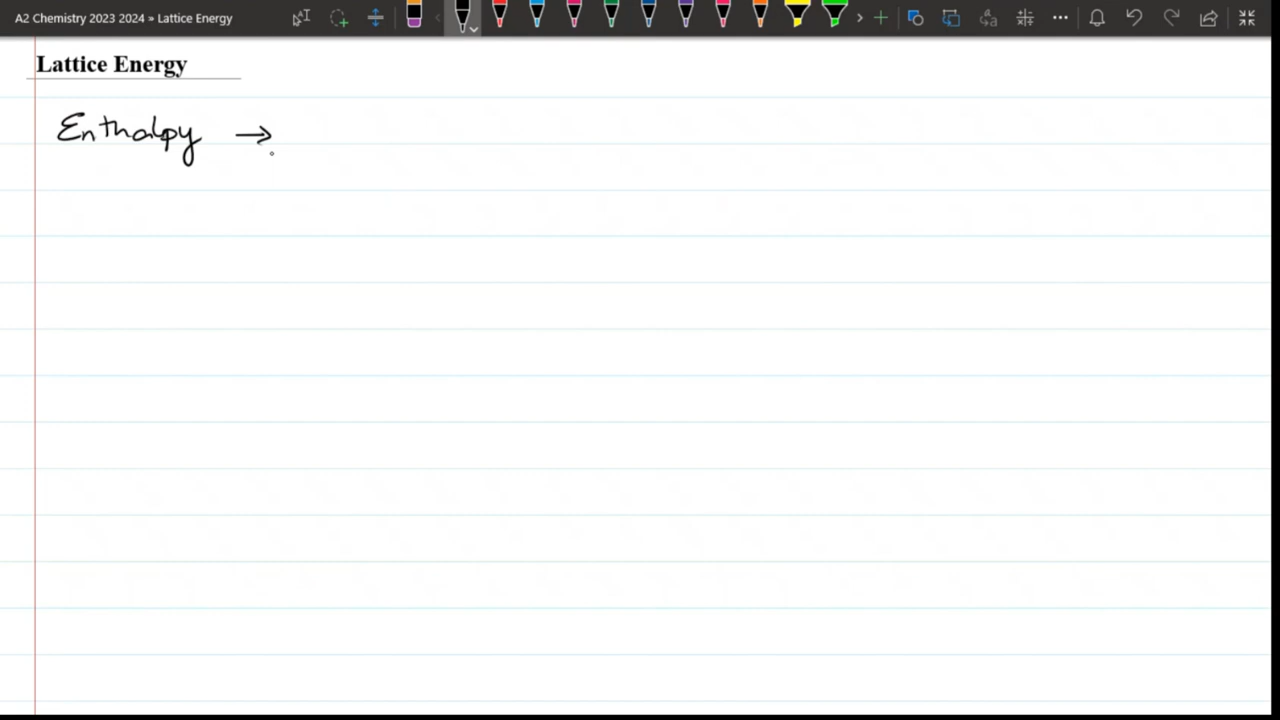 A2 Chemistry 2023 2024 » Lattice Energy
Lattice Energy
Enthalpy →